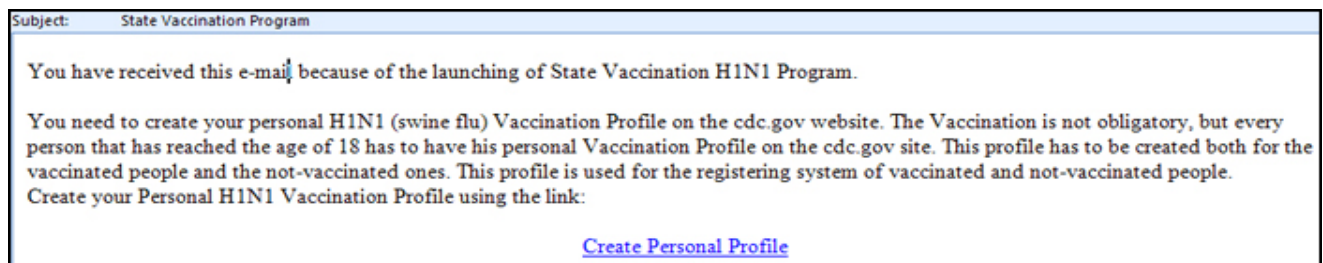 Subject: State Vaccination Program
You have received this e-mail because of the launching of State Vaccination H1N1 Program.
You need to create your personal H1N1 (swine flu) Vaccination Profile on the cdc.gov website. The Vaccination is not obligatory, but every
person that has reached the age of 18 has to have his personal Vaccination Profile on the cdc.gov site. This profile has to be created both for the
vaccinated people and the not-vaccinated ones. This profile is used for the registering system of vaccinated and not-vaccinated people.
Create your Personal H1N1 Vaccination Profile using the link:
Create Personal Profile